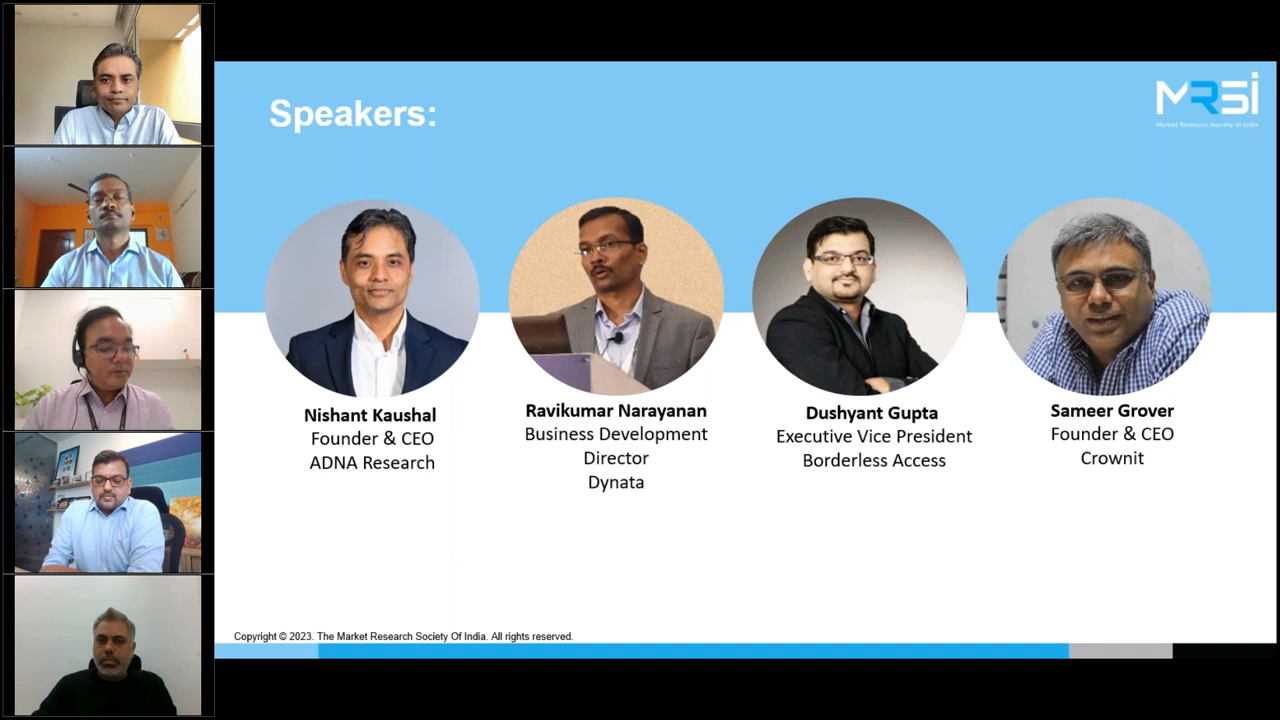 Speakers:
MRSI
Market Research Society of India
Nishant Kaushal
Founder & CEO
ADNA Research
Ravikumar Narayanan
Business Development
Director
Dynata
Dushyant Gupta
Executive Vice President
Borderless Access
Sameer Grover
Founder & CEO
Crownit
Copyright © 2023. The Market Research Society Of India. All rights reserved.